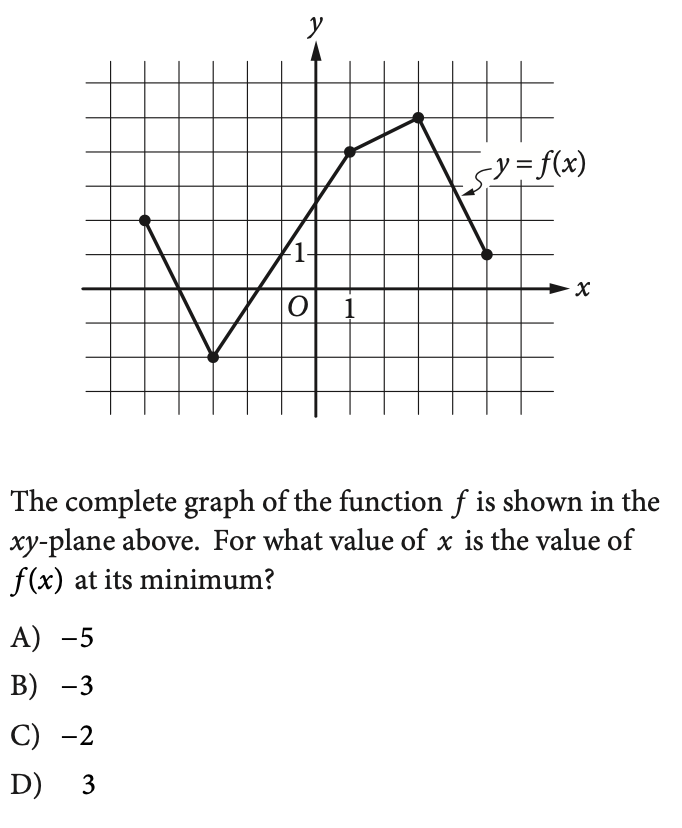 y
y = f(x)
1
x
O
1
The complete graph of the function f is shown in the
xy-plane above. For what value of x is the value of
f(x) at its minimum?
A) −5
B) −3
C) −2
D) 3